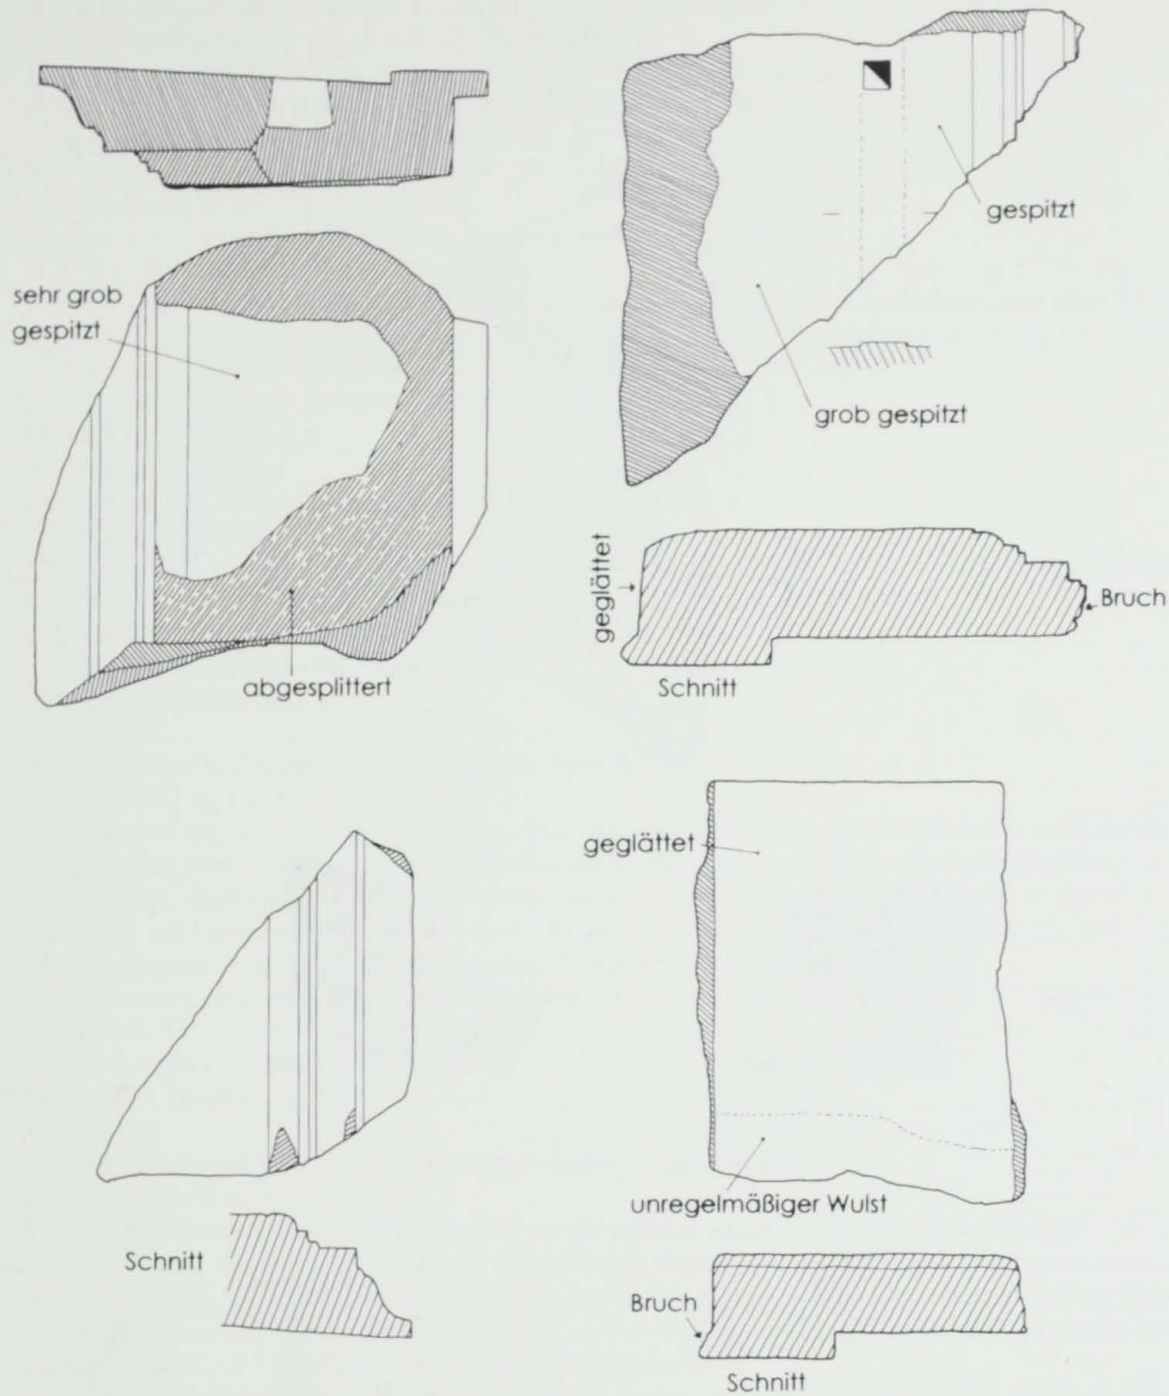 sehr grob
gespitzt
abgesplittert
gespitzt
grob gespitzt
geglättet
Bruch
Schnitt
Schnitt
geglättet
unregelmäßiger Wulst
Bruch
Schnitt